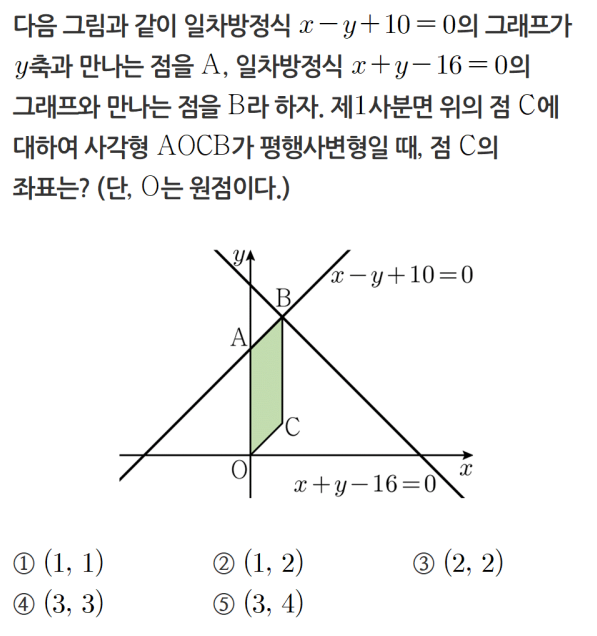 다음 그림과 같이 일차방정식 x−y+10=0의 그래프가
y축과 만나는 점을 A, 일차방정식 x+y−16=0의
그래프와 만나는 점을 B라 하자. 제1사분면 위의 점 C에
대하여 사각형 AOCB가 평행사변형일 때, 점 C의
좌표는? (단, O는 원점이다.)
y
x−y+10=0
B
A
C
O
x
x+y−16=0
① (1, 1) ② (1, 2) ③ (2, 2)
④ (3, 3) ⑤ (3, 4)